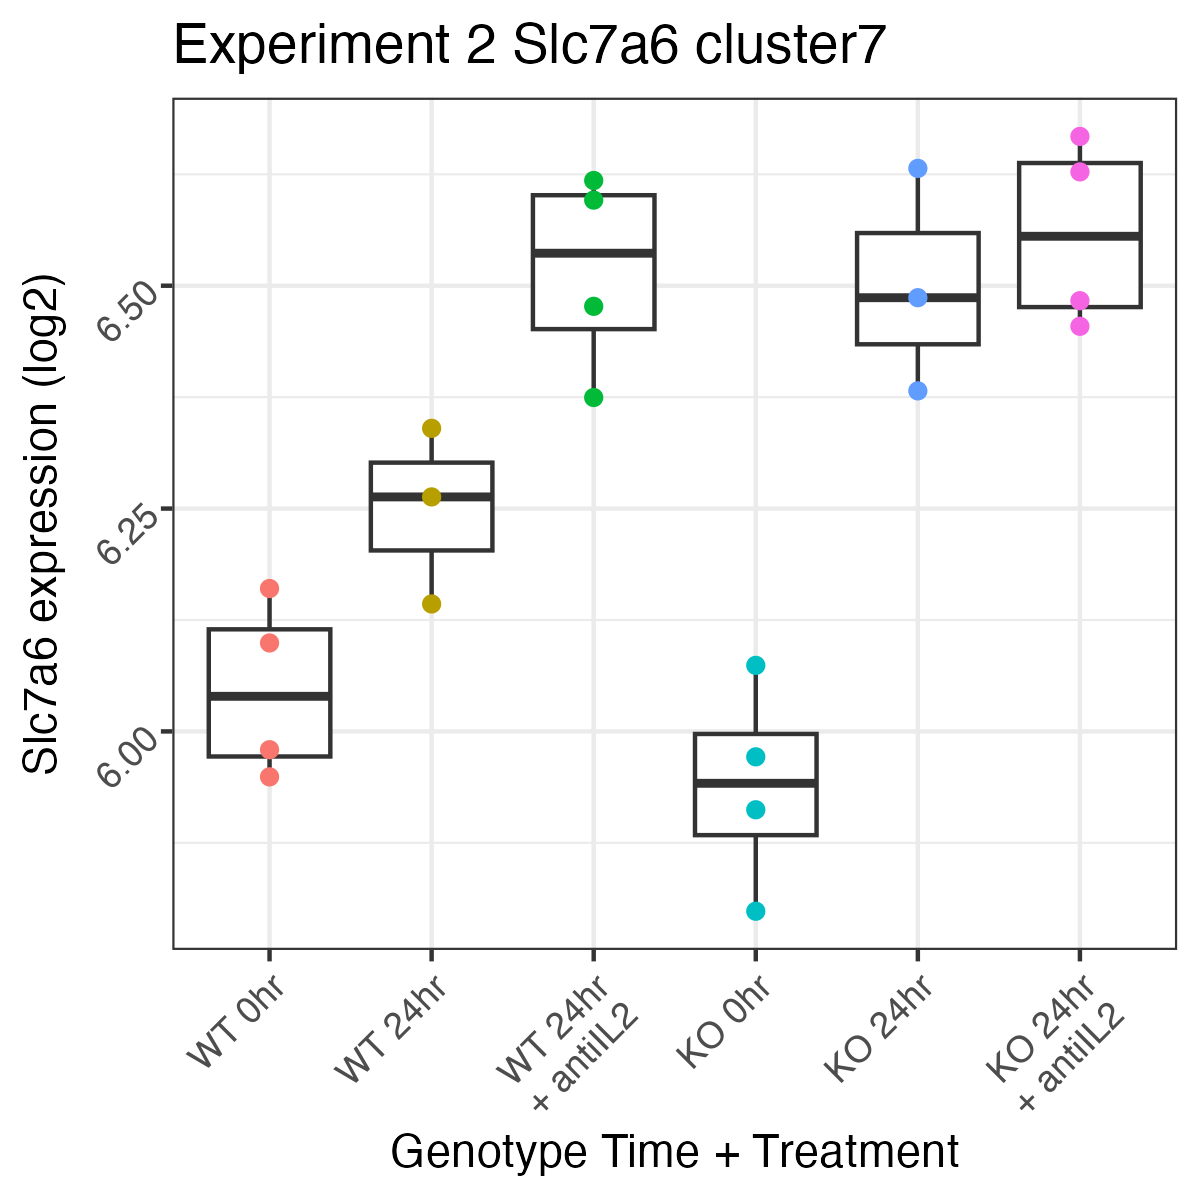 Experiment 2 Slc7a6 cluster7
Slc7a6 expression (log2)
6.50
6.25
6.00
WT 0hr
WT 24hr
WT 24hr
+ antiIL2
KO 0hr
KO 24hr
KO 24hr
+ antiIL2
Genotype Time + Treatment